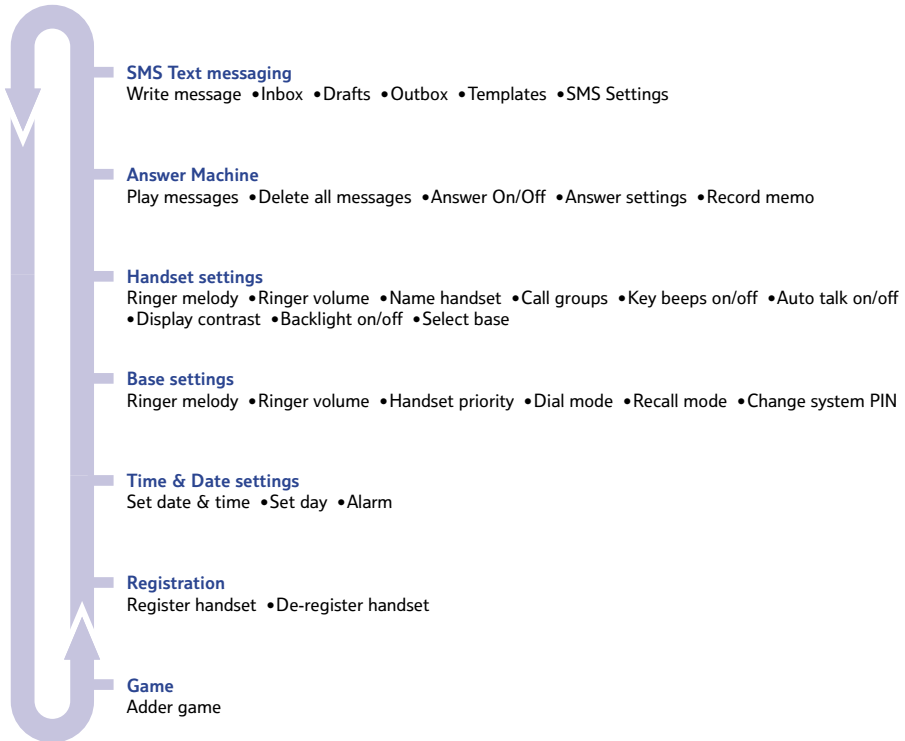 SMS Text messaging
Write message •Inbox •Drafts •Outbox •Templates •SMS Settings
Answer Machine
Play messages •Delete all messages •Answer On/Off •Answer settings •Record memo
Handset settings
Ringer melody •Ringer volume •Name handset •Call groups •Key beeps on/off •Auto talk on/off
•Display contrast •Backlight on/off •Select base
Base settings
Ringer melody •Ringer volume •Handset priority •Dial mode •Recall mode •Change system PIN
Time & Date settings
Set date & time •Set day •Alarm
Registration
Register handset •De-register handset
Game
Adder game